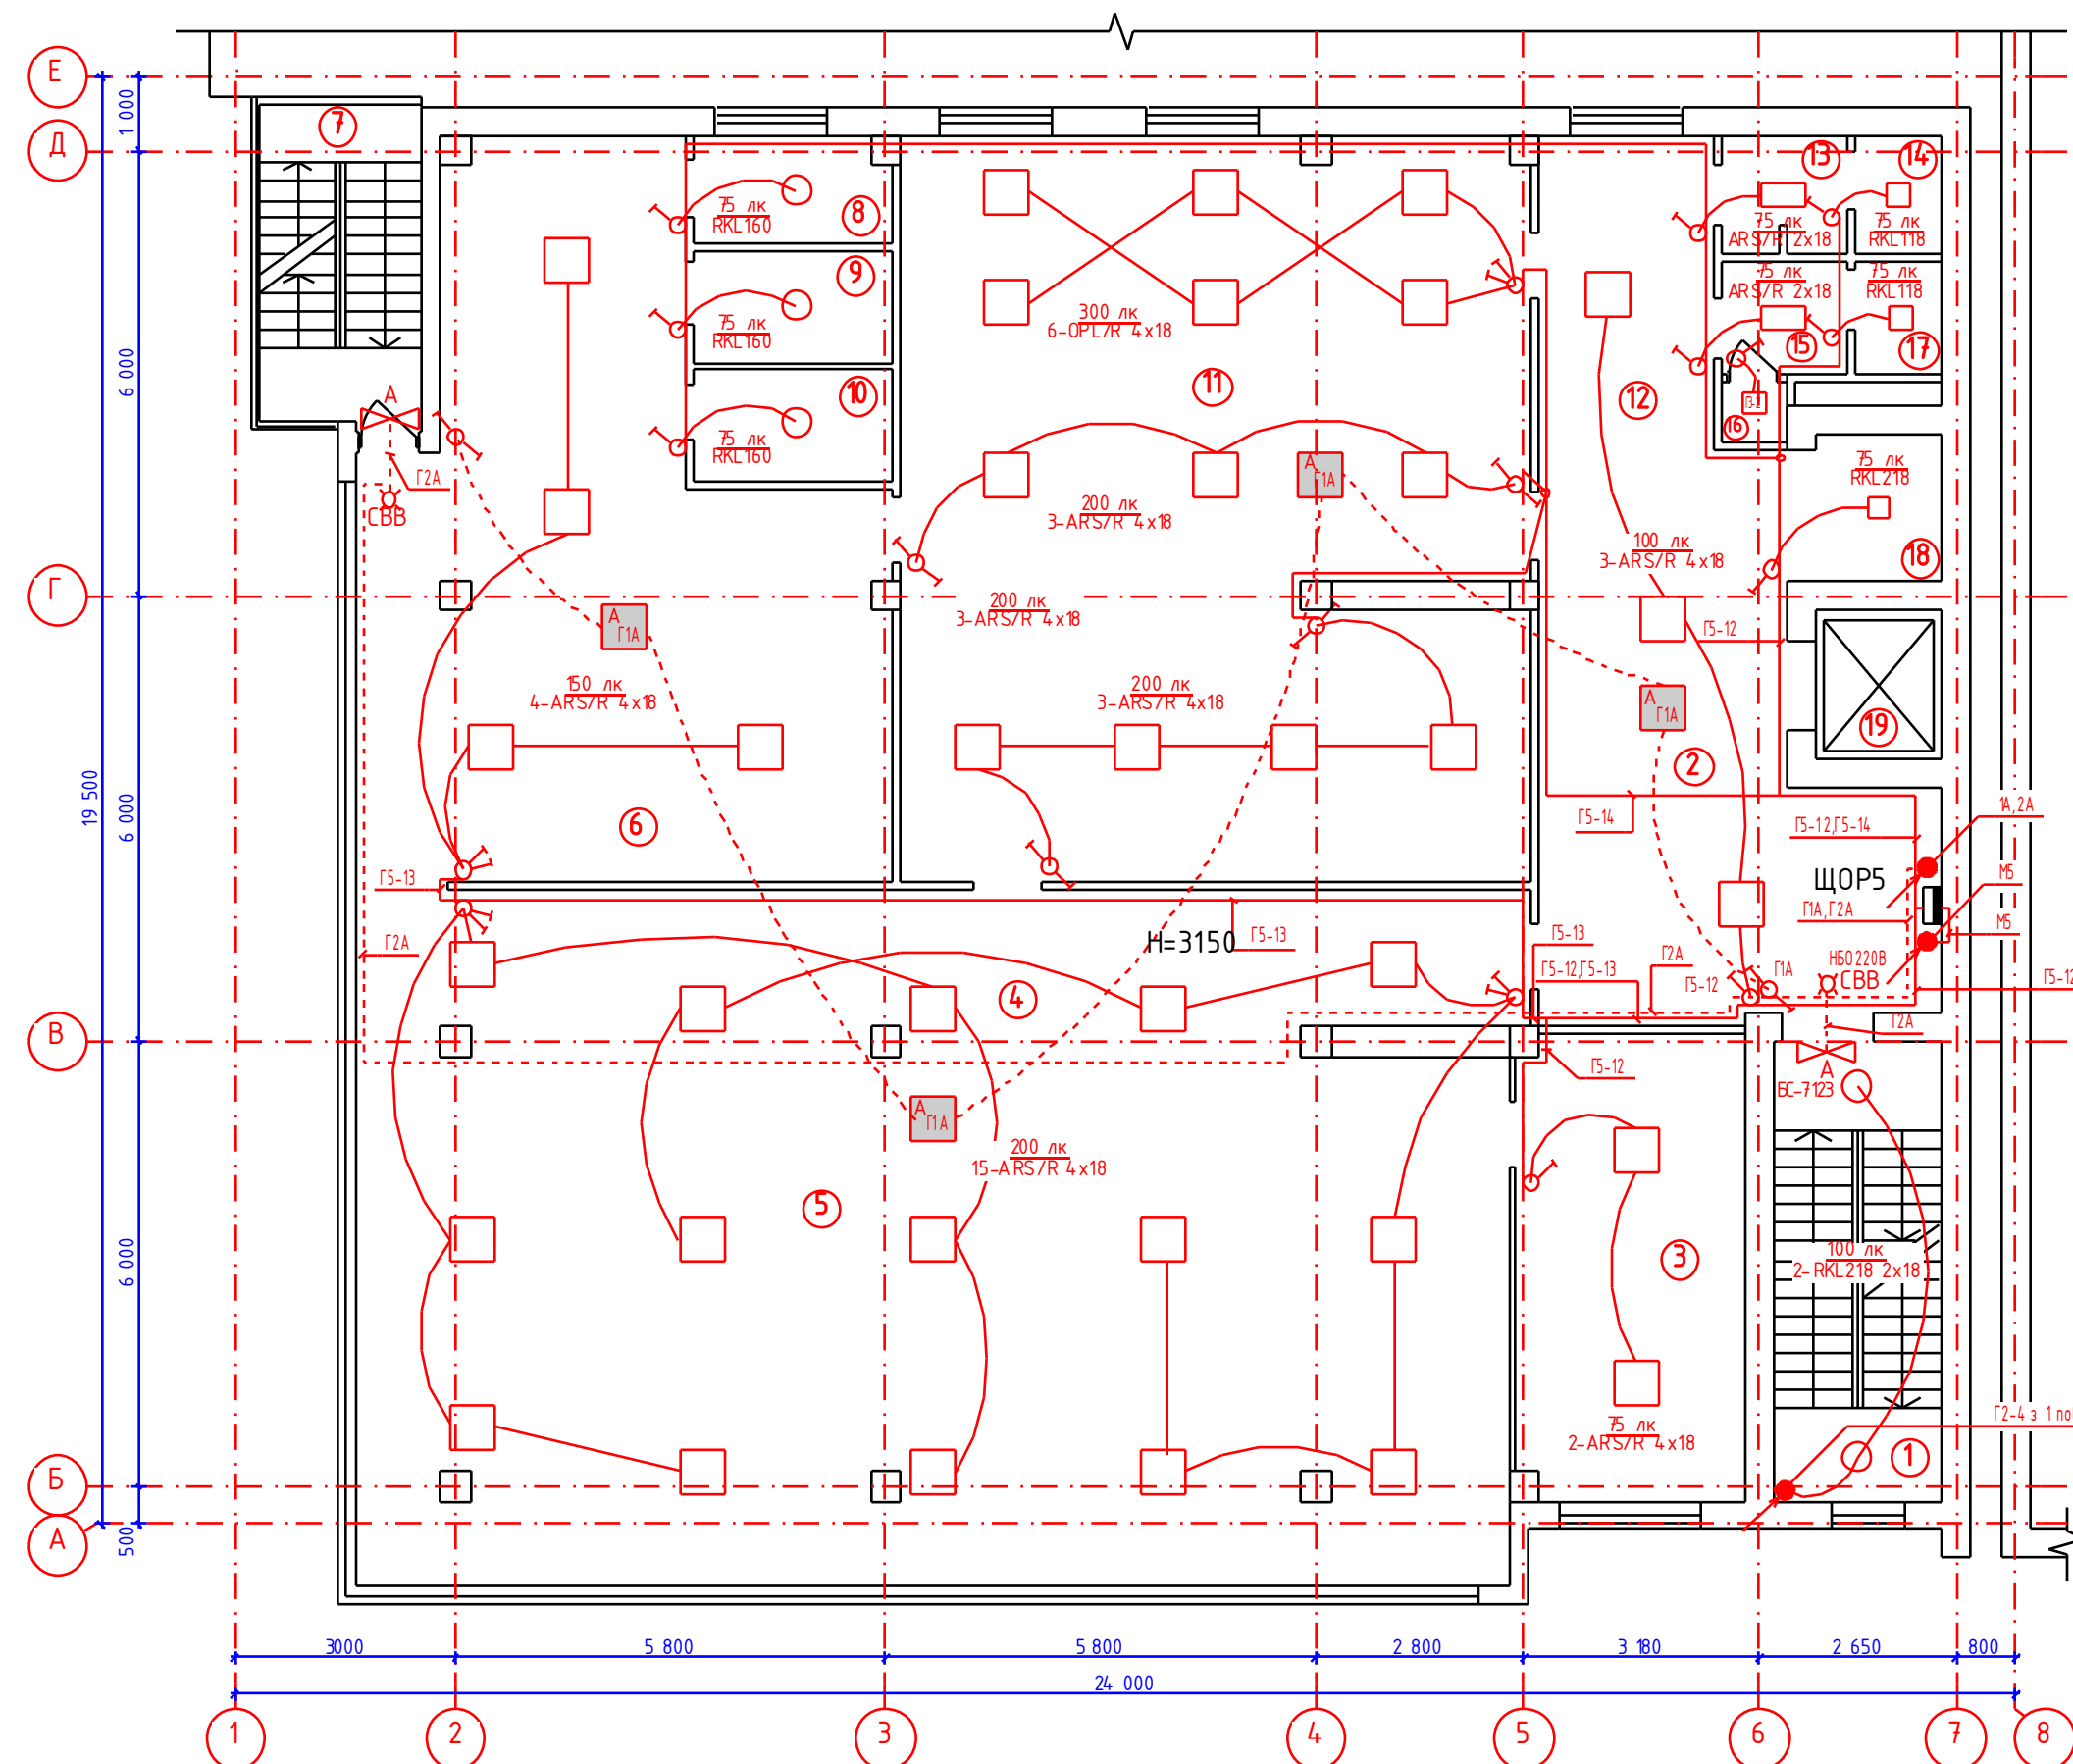 Е
Д
Г
В
Б
А
1 000
6 000
6 000
6 000
500
19 500
7
75 лк
RKL160
8
75 лк
RKL160
9
75 лк
RKL160
10
300 лк
6-OPL/R 4x18
11
200 лк
3-ARS/R 4x18
А
Г1А
12
100 лк
3-ARS/R 4x18
13
75 лк
ARS/R 2x18
14
75 лк
RKL118
75 лк
ARS/R 2x18
15
75 лк
RKL118
17
16
75 лк
RKL218
18
А
Г2А
СВВ
А
Г1А
150 лк
4-ARS/R 4x18
6
200 лк
3-ARS/R 4x18
200 лк
3-ARS/R 4x18
Г5-12
А
Г1А
2
19
Г5-14
Г5-12,Г5-14
1А,2А
ЩОР5
М5
Г1А,Г2А
М5
Г5-13
Г2А
Н=3150
Г5-13
Г5-13
Г5-12,Г5-13
Г2А
Г5-12
Г1А
НБО220В
СВВ
Г5-12
Г2А
4
Г5-12
А
БС-7123
А
Г1А
200 лк
15-ARS/R 4x18
5
3
100 лк
2-RKL218 2x18
75 лк
2-ARS/R 4x18
Г2-4 з 1 по
1
3000
5 800
5 800
2 800
3 180
2 650
800
24 000
1
2
3
4
5
6
7
8